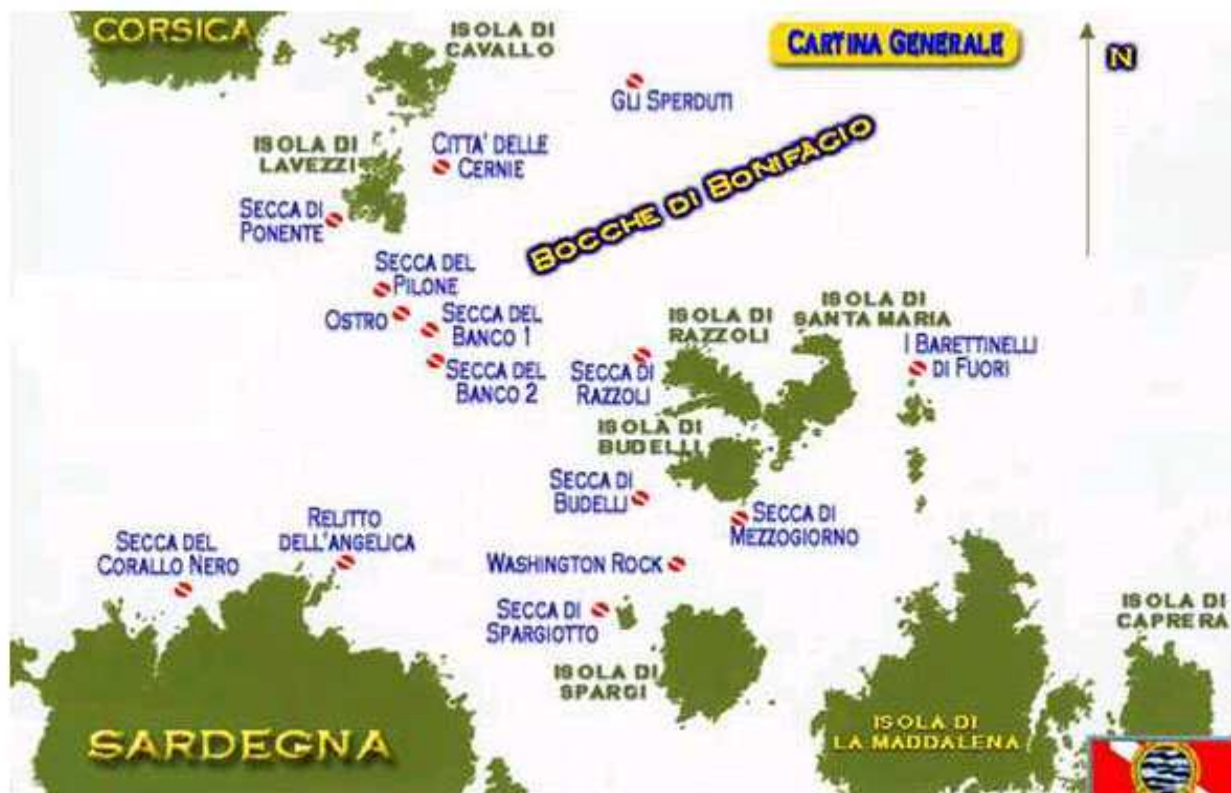 CORSICA
ISOLA DI
CAVALLO
CARTINA GENERALE
N
GLI SPERDUTI
ISOLA DI
LAVEZZI
CITTA' DELLE
CERNIE
BOCCHE DI BONIFACIO
SECCA DI
PONENTE
SECCA DEL
PILONE
OSTRO
SECCA DEL
BANCO 1
SECCA DEL
BANCO 2
ISOLA DI
RAZZOLI
ISOLA DI
SANTA MARIA
I BARETTINELLI
DI FUORI
SECCA DI
RAZZOLI
ISOLA DI
BUDELLI
SECCA DI
BUDELLI
SECCA DI
MEZZOGIORNO
RELITTO
DELL'ANGELICA
SECCA DEL
CORALLO NERO
WASHINGTON ROCK
SECCA DI
SPARGIOTTO
ISOLA DI
SPARGI
ISOLA DI
CAPRERA
ISOLA DI
LA MADDALENA
SARDEGNA